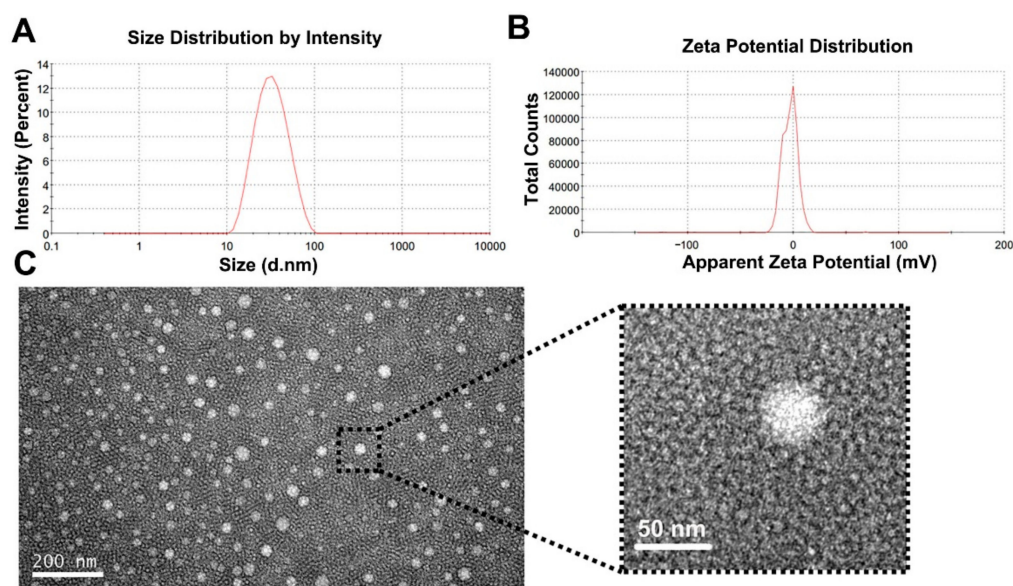 A
Size Distribution by Intensity
Intensity (Percent)
14
12
10
8
6
4
2
0
0.1 1 10 100 1000 10000
Size (d.nm)
B
Zeta Potential Distribution
Total Counts
140000
120000
100000
80000
60000
40000
20000
0
−100 0 100 200
Apparent Zeta Potential (mV)
C
200 nm
50 nm